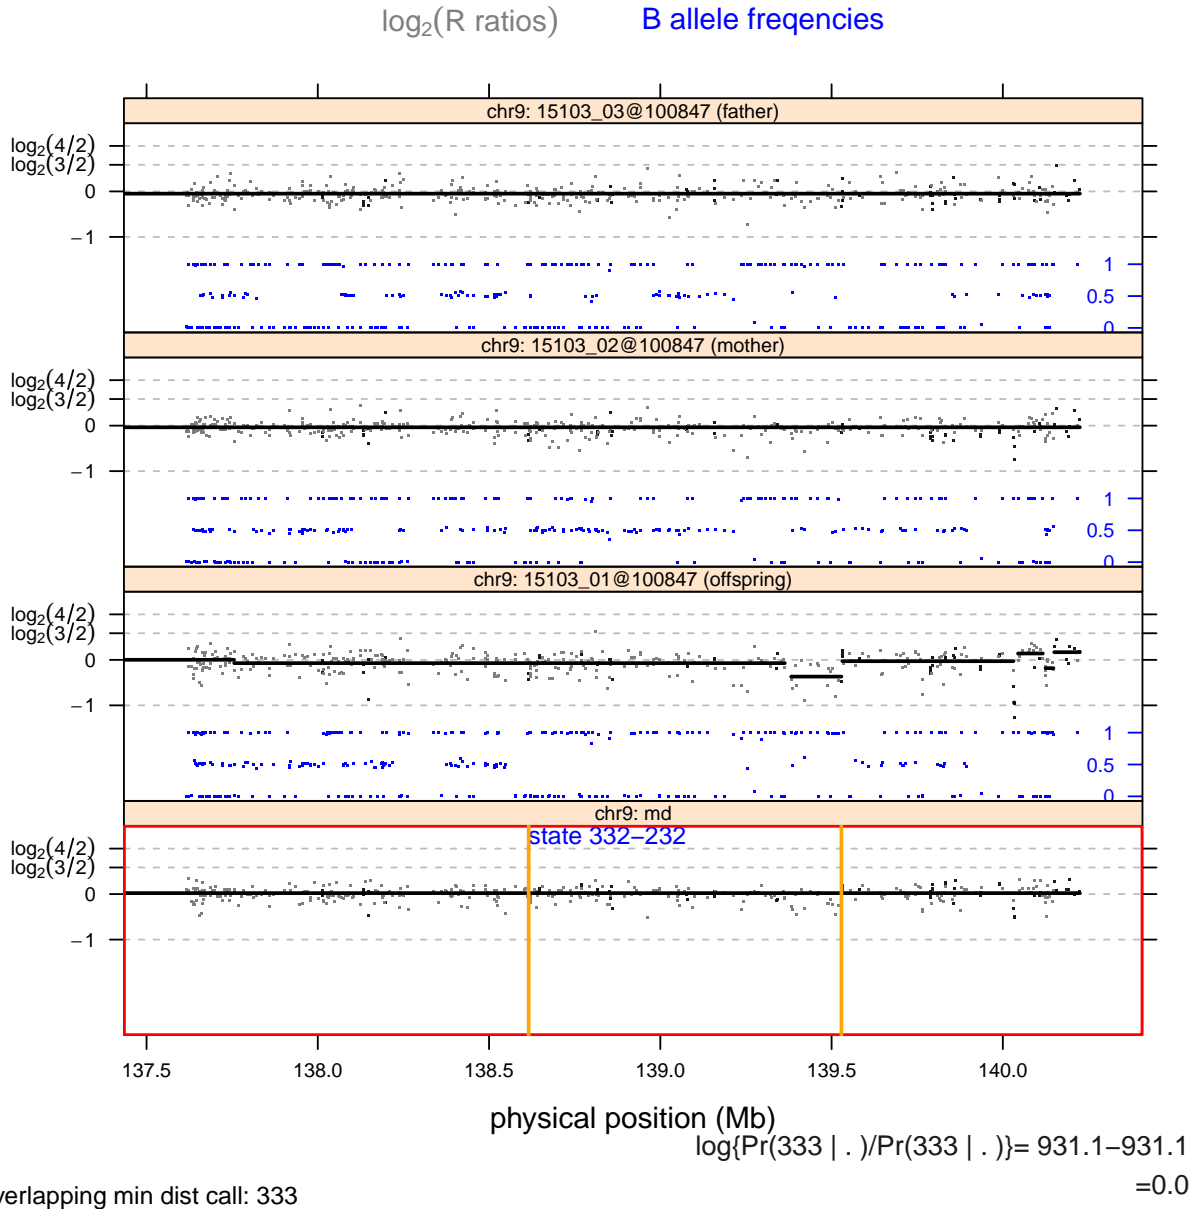 log₂(R ratios) B allele freqencies
chr9: 15103_03@100847 (father)
log₂(4/2)
log₂(3/2)
0
−1
1
0.5
0
chr9: 15103_02@100847 (mother)
log₂(4/2)
log₂(3/2)
0
−1
1
0.5
0
chr9: 15103_01@100847 (offspring)
log₂(4/2)
log₂(3/2)
0
−1
1
0.5
0
chr9: md
state 332−232
log₂(4/2)
log₂(3/2)
0
−1
137.5 138.0 138.5 139.0 139.5 140.0
physical position (Mb)
log{Pr(333 | . )/Pr(333 | . )}= 931.1−931.1
=0.0
verlapping min dist call: 333